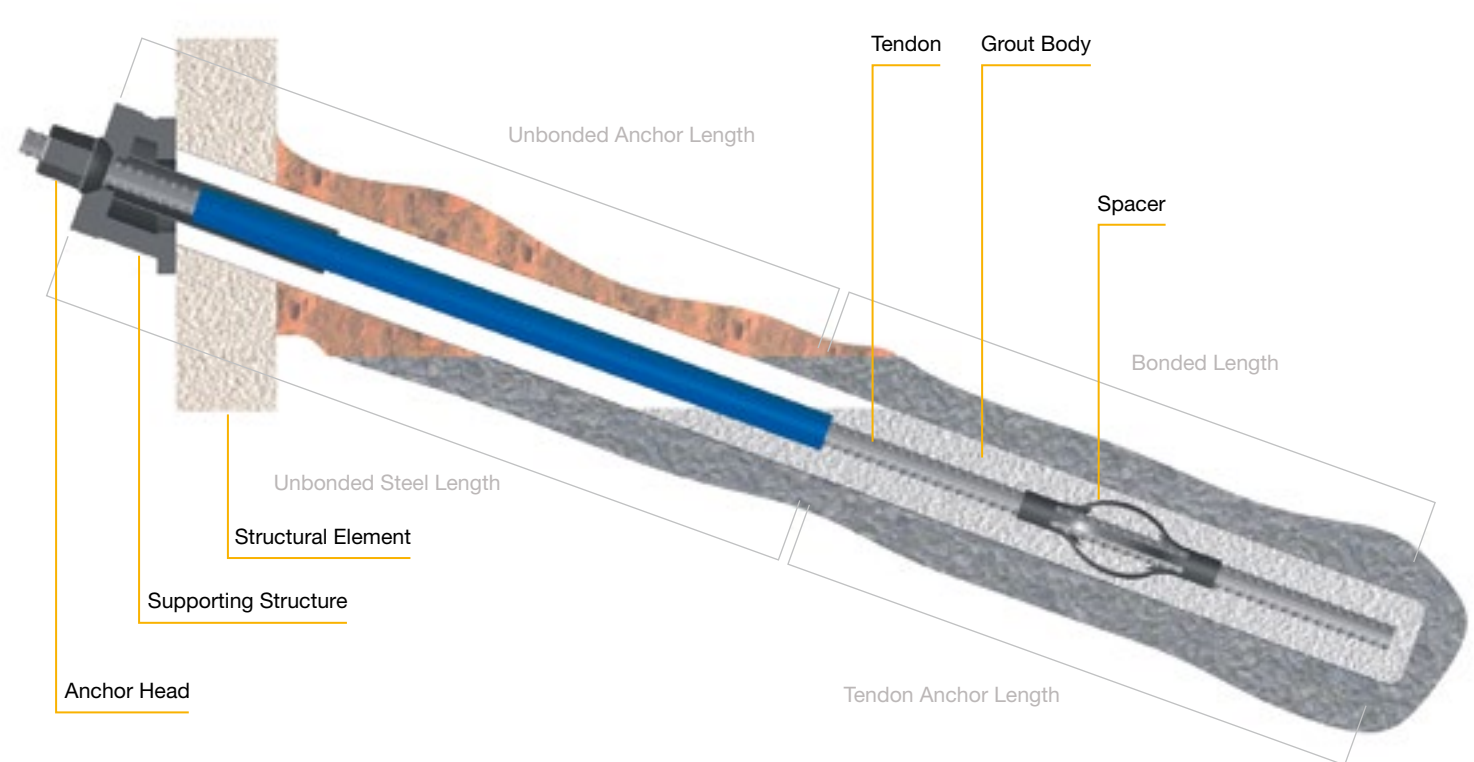 Tendon
Grout Body
Unbonded Anchor Length
Spacer
Bonded Length
Unbonded Steel Length
Structural Element
Supporting Structure
Anchor Head
Tendon Anchor Length